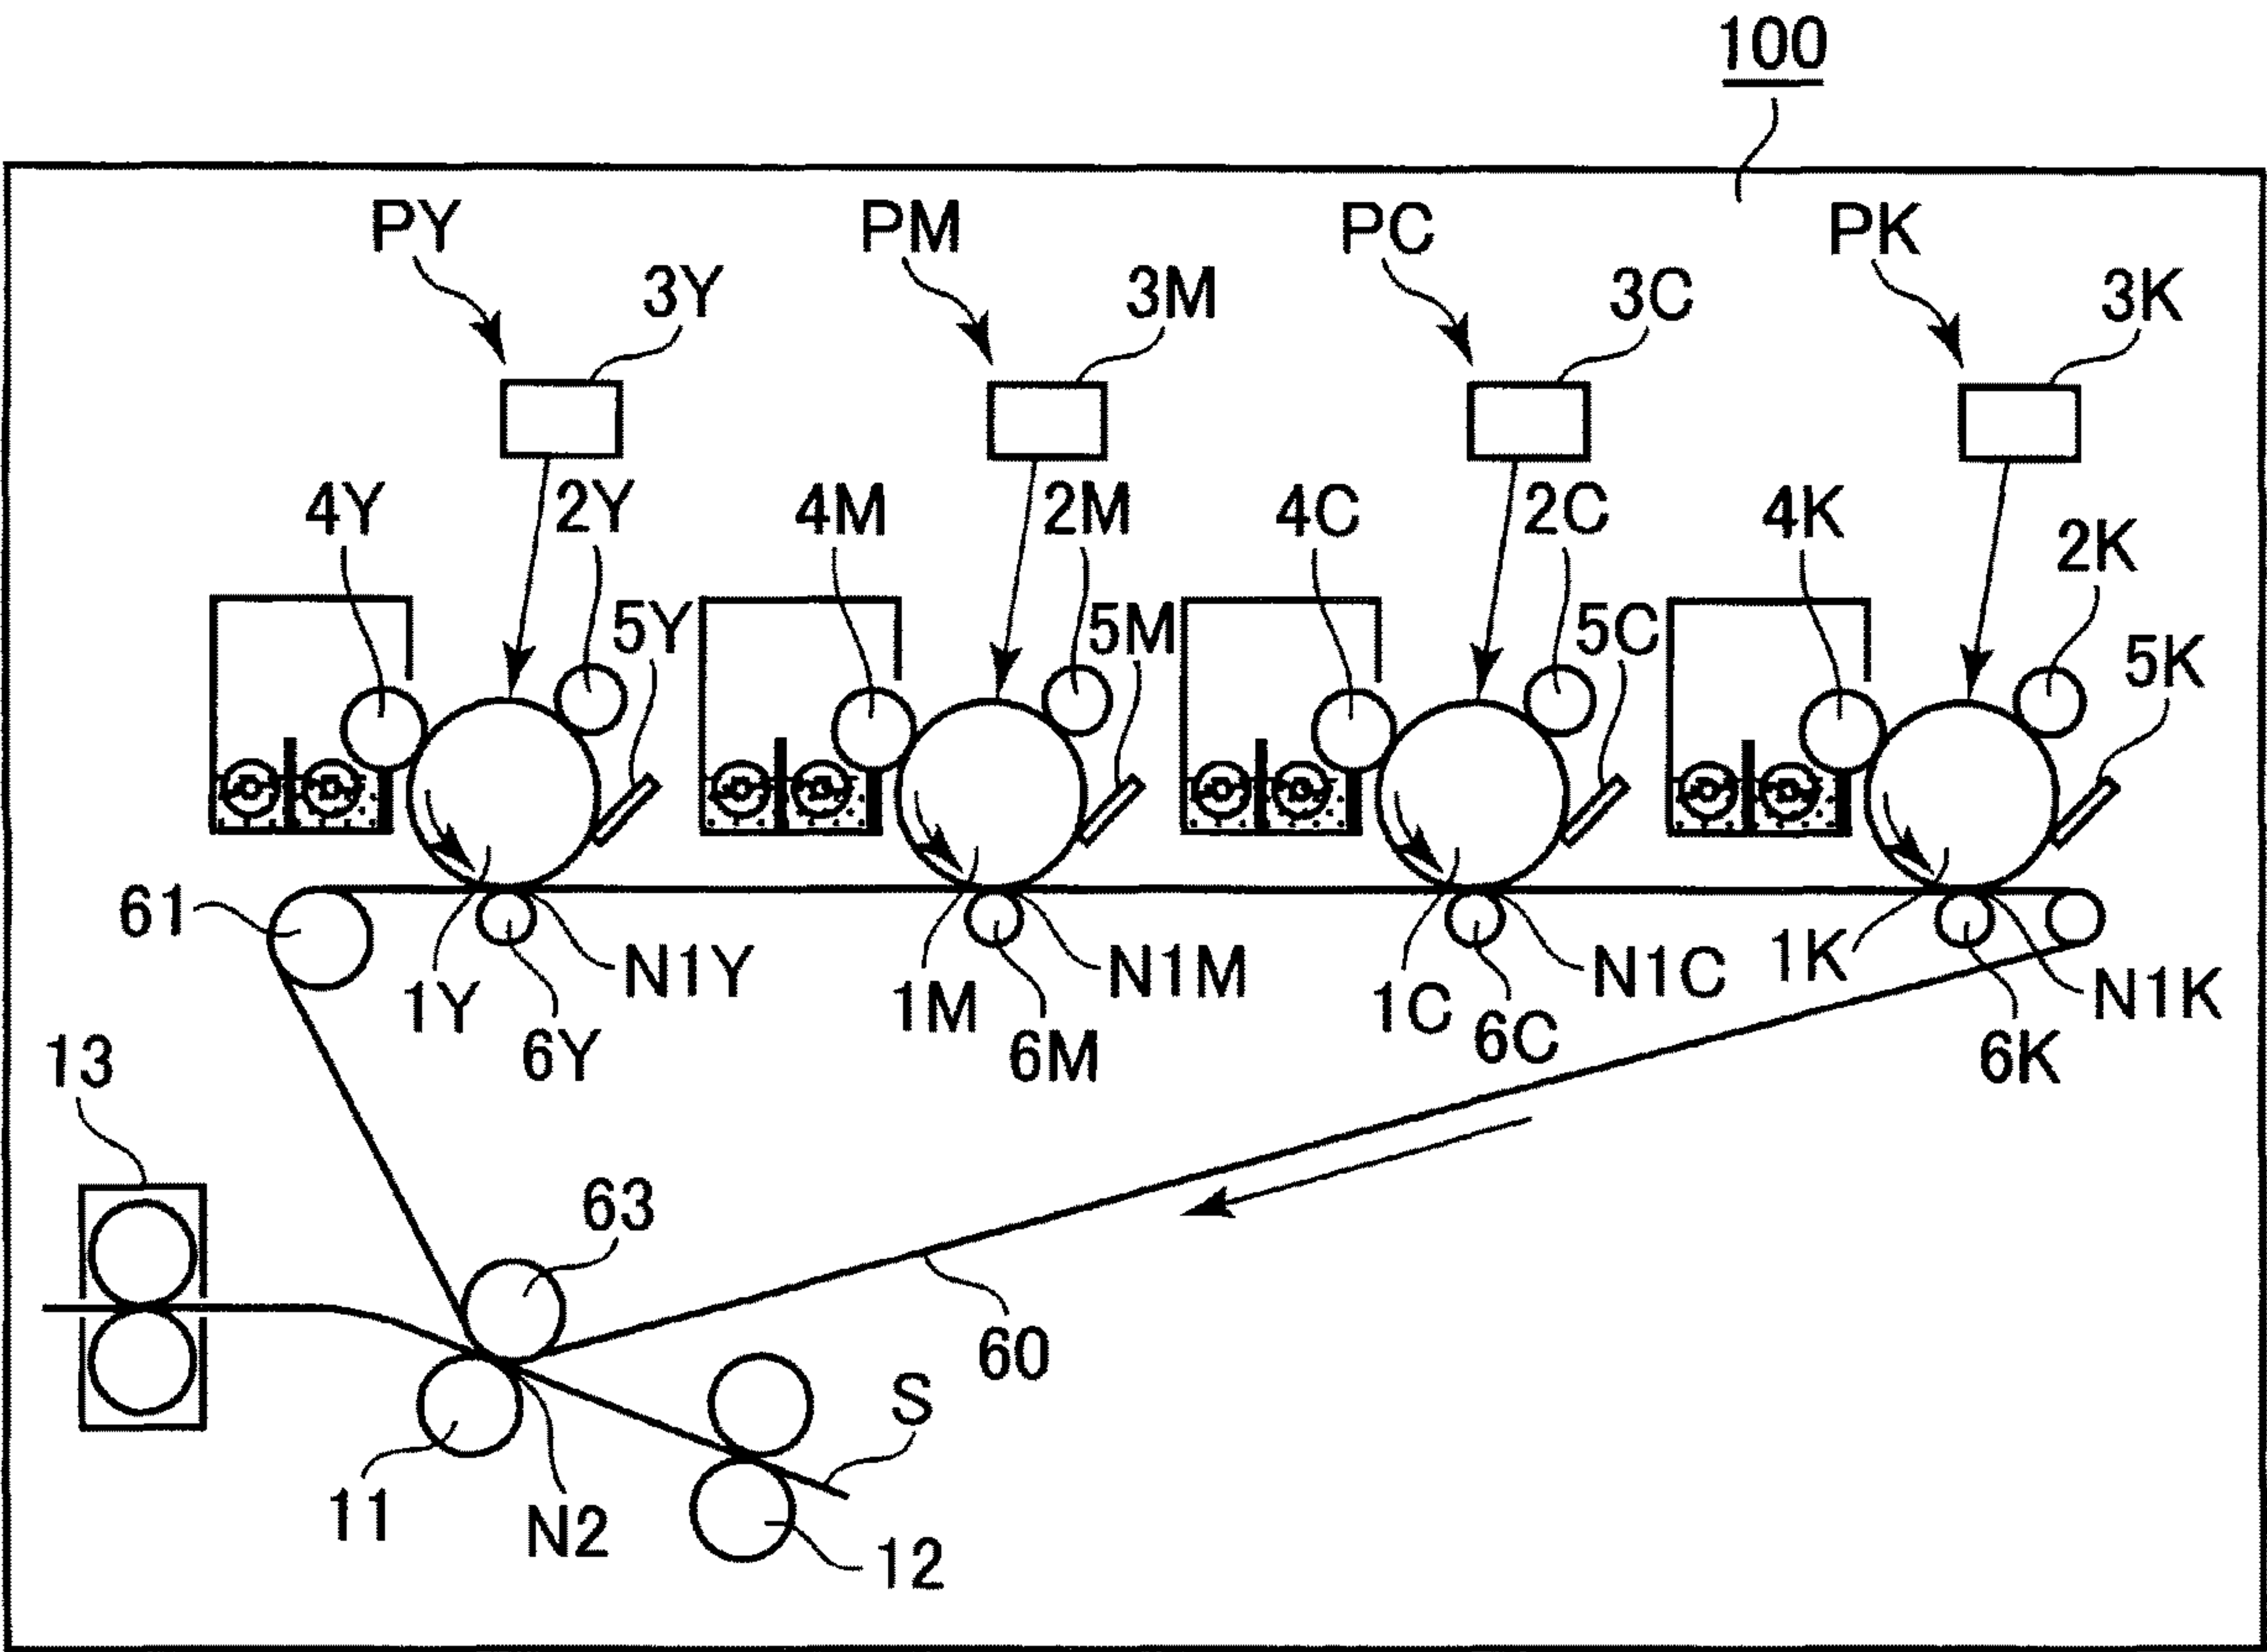 100
PY PM PC PK
3Y 3M 3C 3K
4Y 2Y 4M 2M 4C 2C 4K 2K
5Y 5M 5C 5K
61 1Y N1Y 1M N1M 1C N1C 1K N1K
6Y 6M 6C 6K
13
63
60
S
11 N2 12